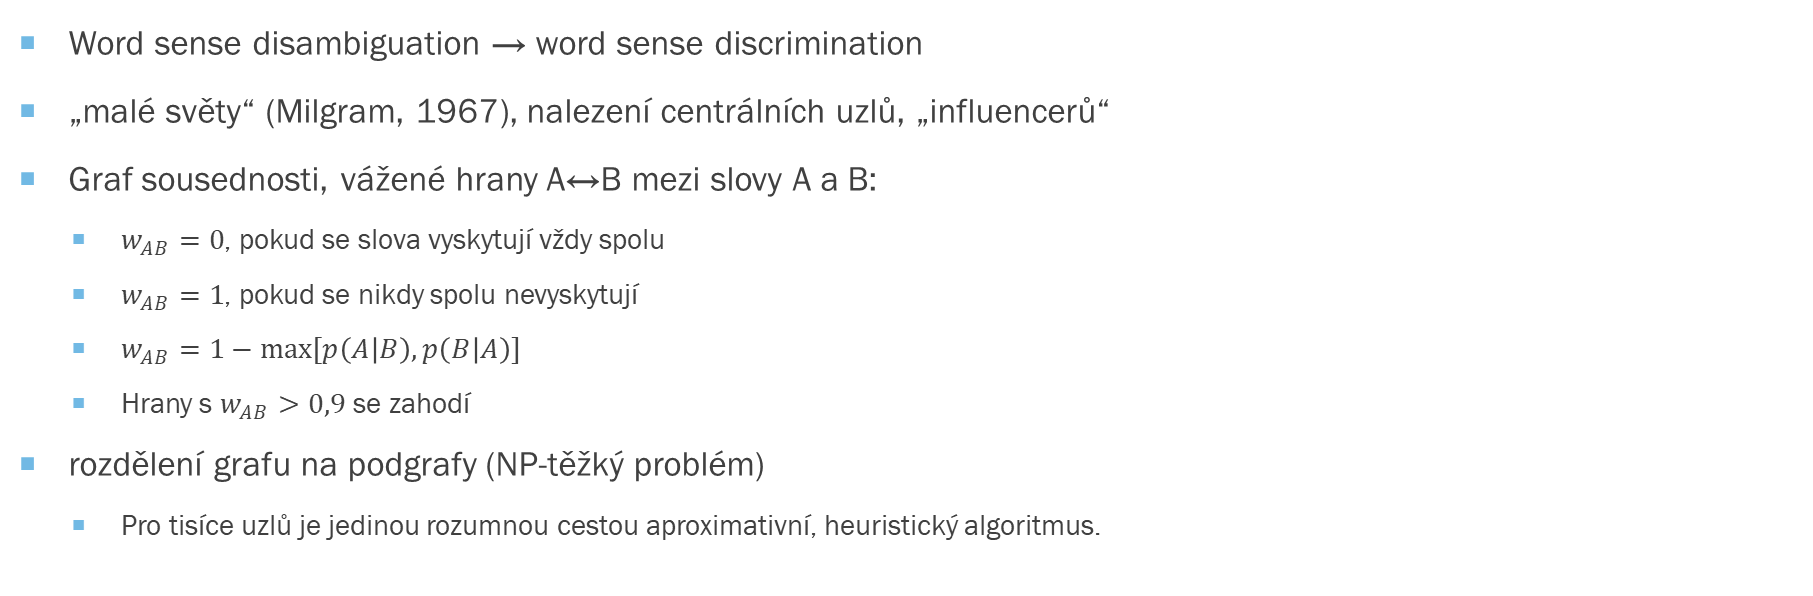 Word sense disambiguation → word sense discrimination
„malé světy“ (Milgram, 1967), nalezení centrálních uzlů, „influencerů“
Graf sousednosti, vážené hrany A↔B mezi slovy A a B:
w_AB = 0, pokud se slova vyskytují vždy spolu
w_AB = 1, pokud se nikdy spolu nevyskytují
w_AB = 1 − max[p(A|B), p(B|A)]
Hrany s w_AB > 0,9 se zahodí
rozdělení grafu na podgrafy (NP-těžký problém)
Pro tisíce uzlů je jedinou rozumnou cestou aproximativní, heuristický algoritmus.